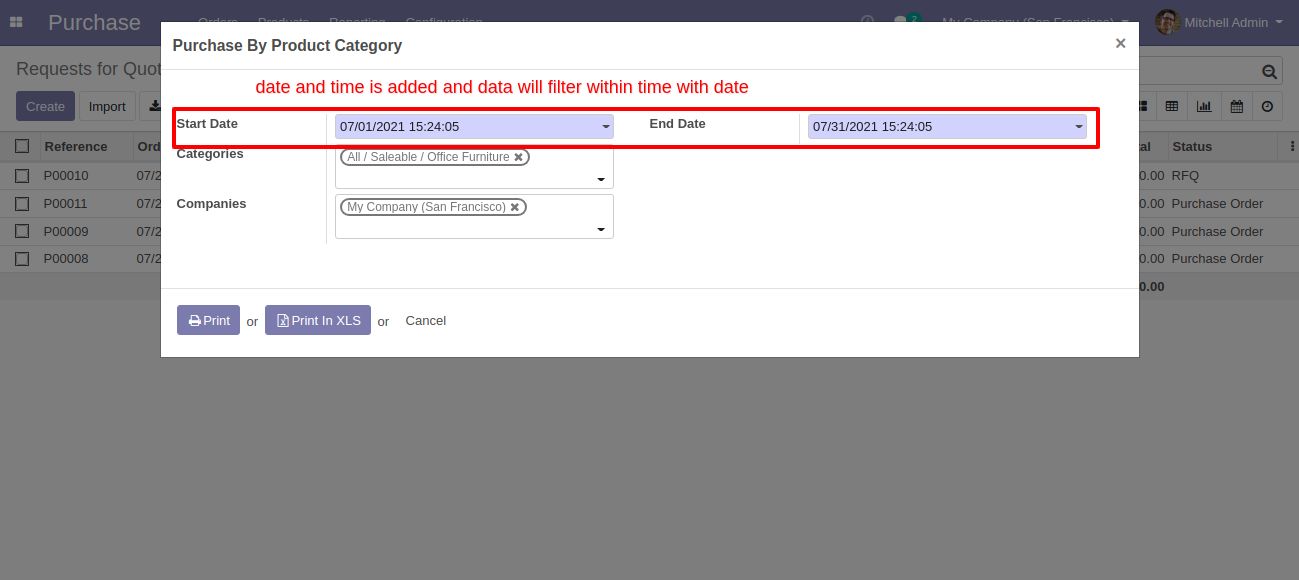 Purchase Orders Products Reporting Configuration 2 My Company (San Francisco) Mitchell Admin
Purchase By Product Category ×
Requests for Quot
date and time is added and data will filter within time with date
Create Import
Start Date 07/01/2021 15:24:05 End Date 07/31/2021 15:24:05
Reference Ord al Status
Categories All / Saleable / Office Furniture
P00010 07/2 0.00 RFQ
P00011 07/2 0.00 Purchase Order
Companies My Company (San Francisco)
P00009 07/2 0.00 Purchase Order
P00008 07/2 0.00 Purchase Order
0.00
Print or Print In XLS or Cancel